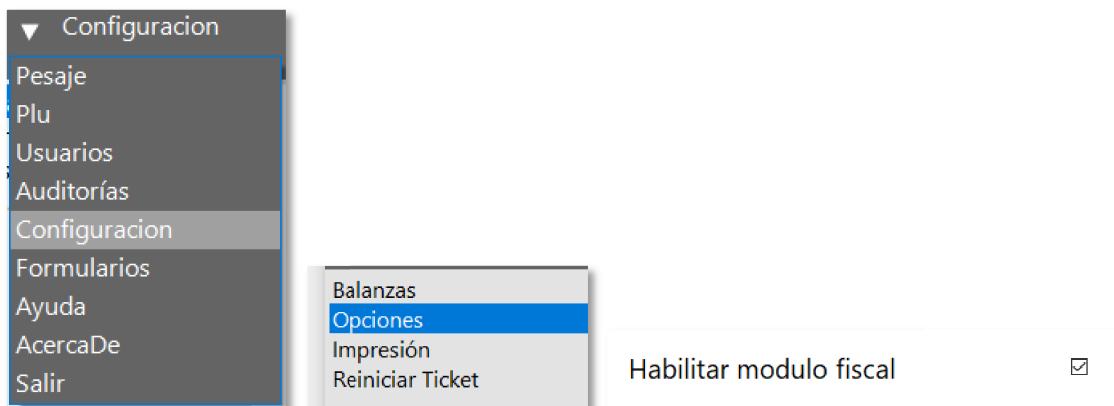 Configuracion
Pesaje
Plu
Usuarios
Auditorías
Configuracion
Formularios
Ayuda
AcercaDe
Salir
Balanzas
Opciones
Impresión
Reiniciar Ticket
Habilitar modulo fiscal